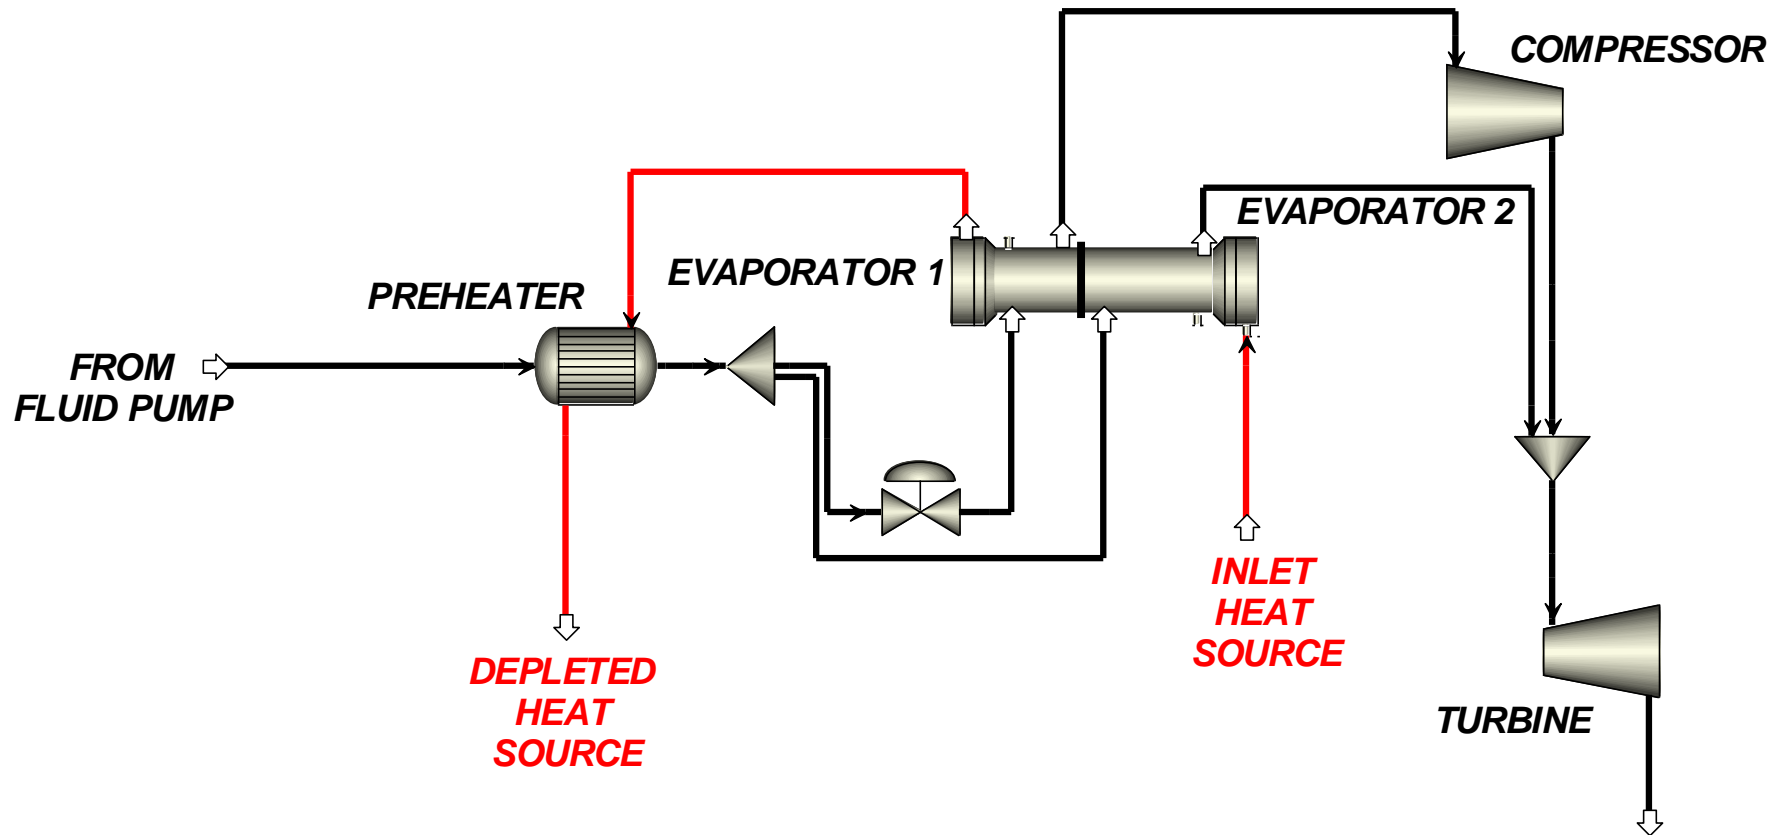 COMPRESSOR
EVAPORATOR 2
EVAPORATOR 1
PREHEATER
FROM
FLUID PUMP
INLET
HEAT
SOURCE
DEPLETED
HEAT
SOURCE
TURBINE